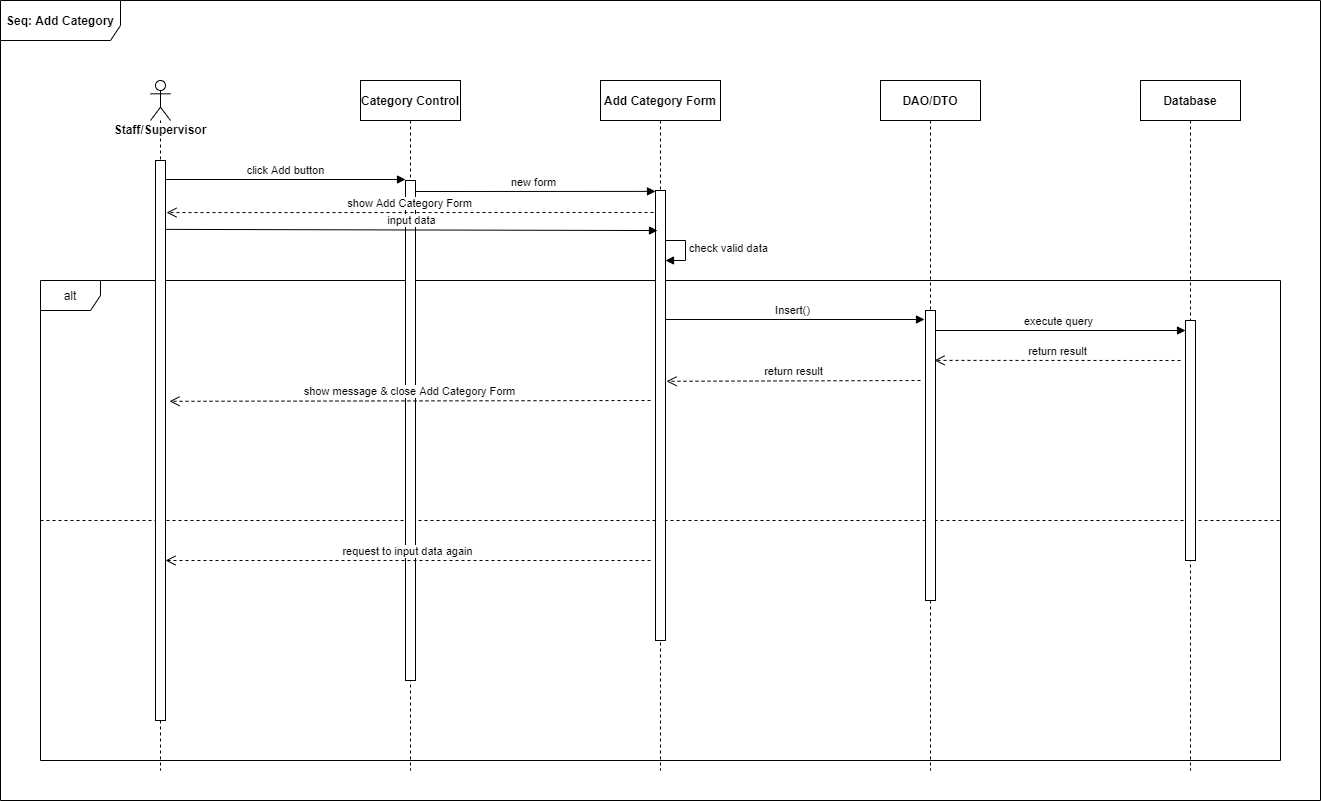 Seq: Add Category
Staff/Supervisor
Category Control
Add Category Form
DAO/DTO
Database
click Add button
new form
show Add Category Form
input data
check valid data
alt
Insert()
execute query
return result
return result
show message & close Add Category Form
request to input data again